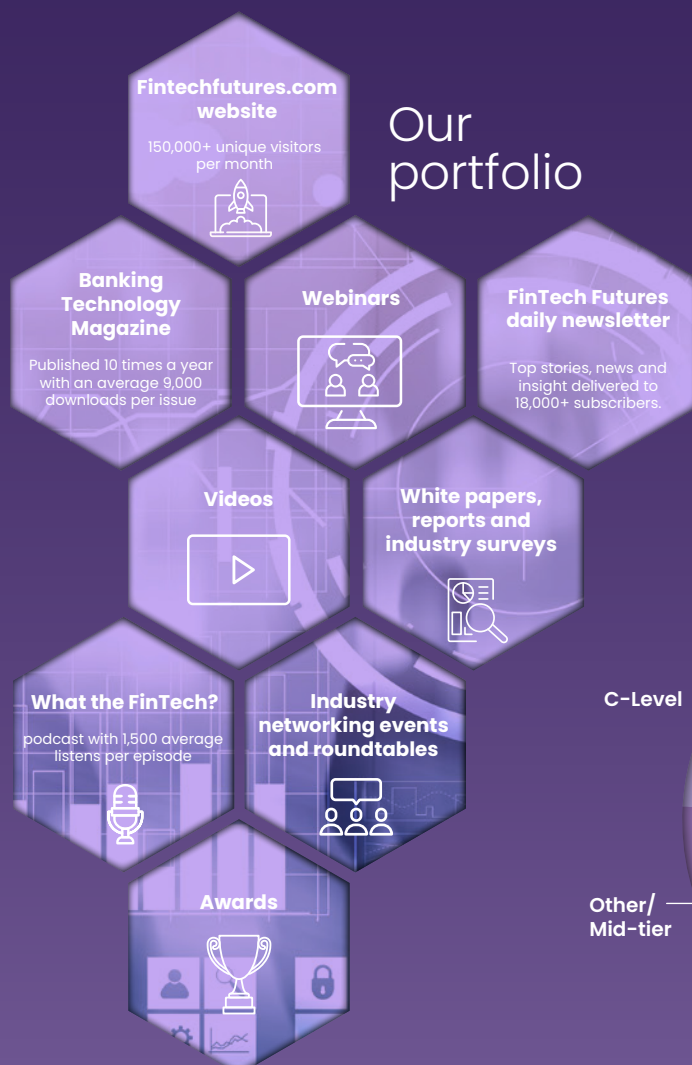 Fintechfutures.com
website
150,000+ unique visitors
per month
Our
portfolio
Banking
Technology
Magazine
Published 10 times a year
with an average 9,000
downloads per issue
Webinars
FinTech Futures
daily newsletter
Top stories, news and
insight delivered to
18,000+ subscribers.
Videos
White papers,
reports and
industry surveys
What the FinTech?
podcast with 1,500 average
listens per episode
Industry
networking events
and roundtables
C-Level
Awards
Other/
Mid-tier